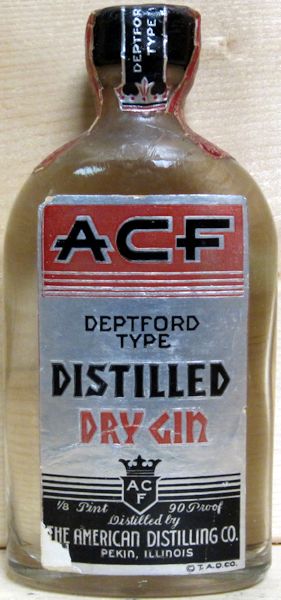 DEPTFORD
TYPE
ACF
DEPTFORD
TYPE
DISTILLED
DRY GIN
A C
F
1/8 Pint 90 Proof
Distilled by
THE AMERICAN DISTILLING CO.
PEKIN, ILLINOIS
© T.A.D.CO.